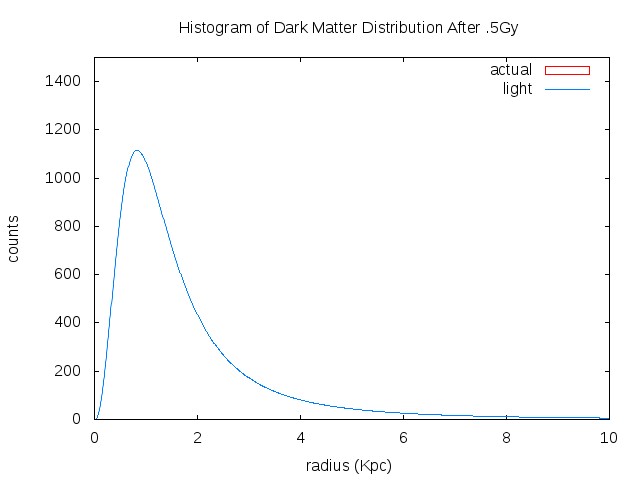 Histogram of Dark Matter Distribution After .5Gy
actual
light
1400
1200
1000
800
600
400
200
0
counts
0 2 4 6 8 10
radius (Kpc)